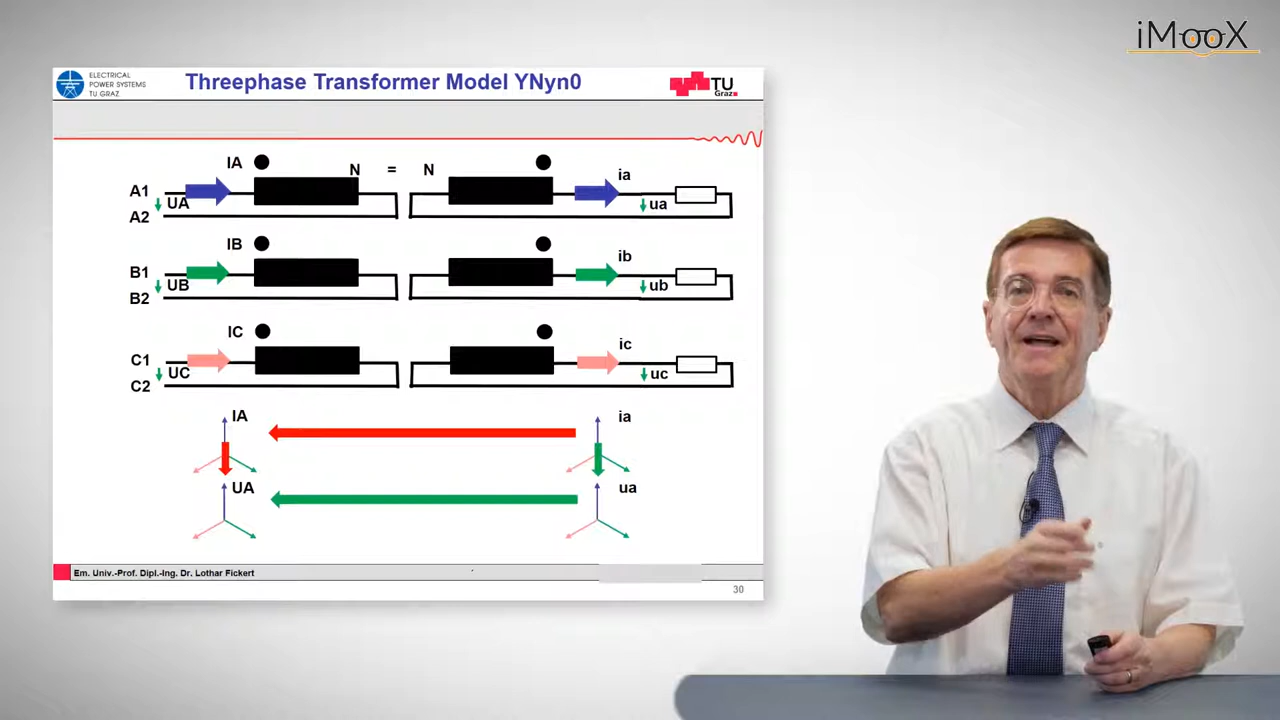 iMooX
ELECTRICAL
POWER SYSTEMS
TU GRAZ
Threephase Transformer Model YNyn0
TU
Graz
IA
N = N
ia
A1
UA
ua
A2
IB
ib
B1
UB
ub
B2
IC
ic
C1
UC
uc
C2
IA
ia
UA
ua
Em. Univ.-Prof. Dipl.-Ing. Dr. Lothar Fickert
30